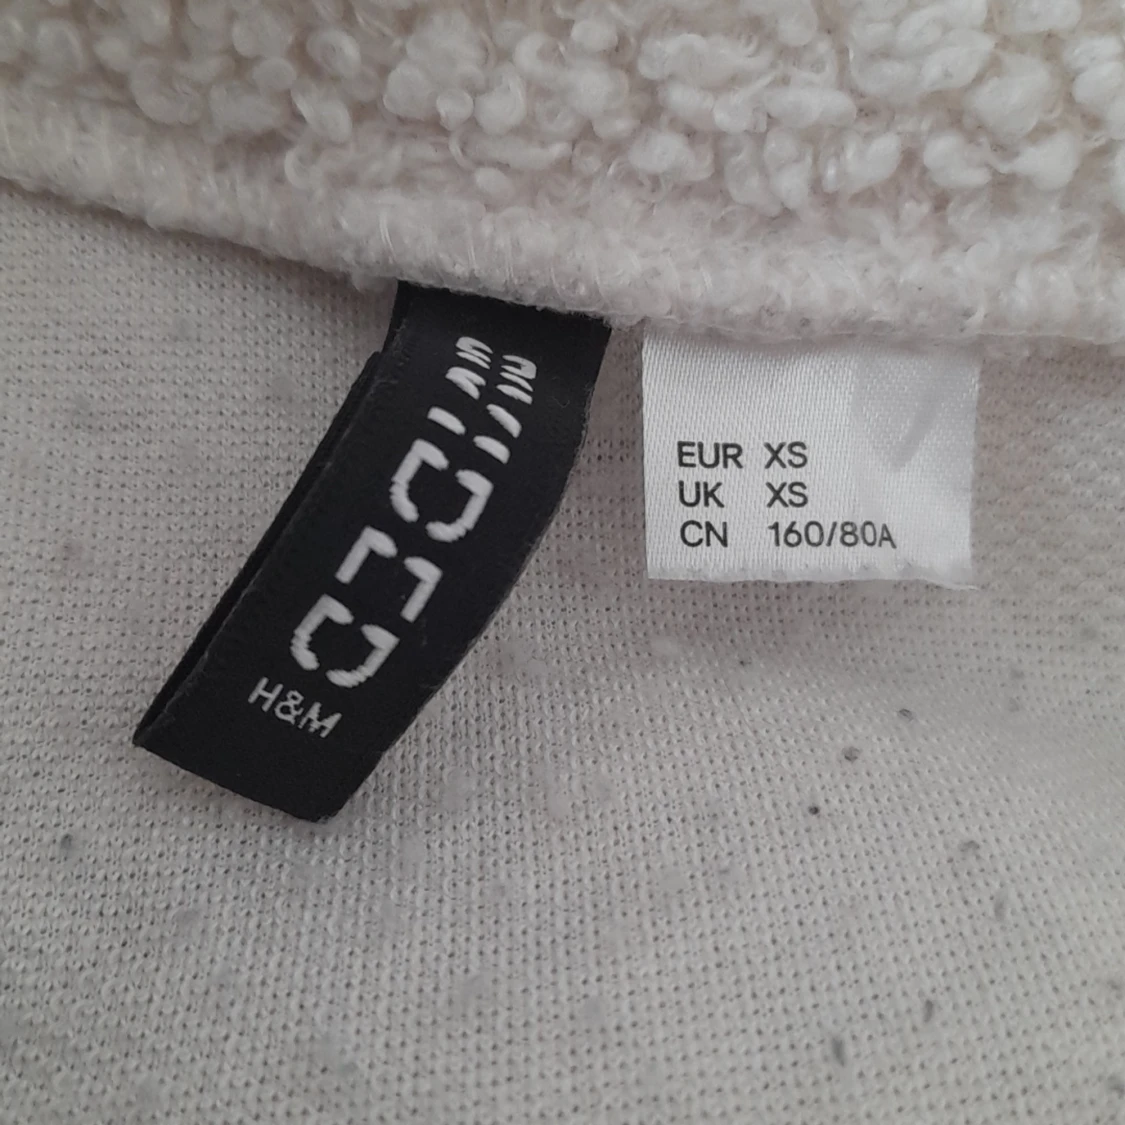 H&M
EUR XS
UK XS
CN 160/80A